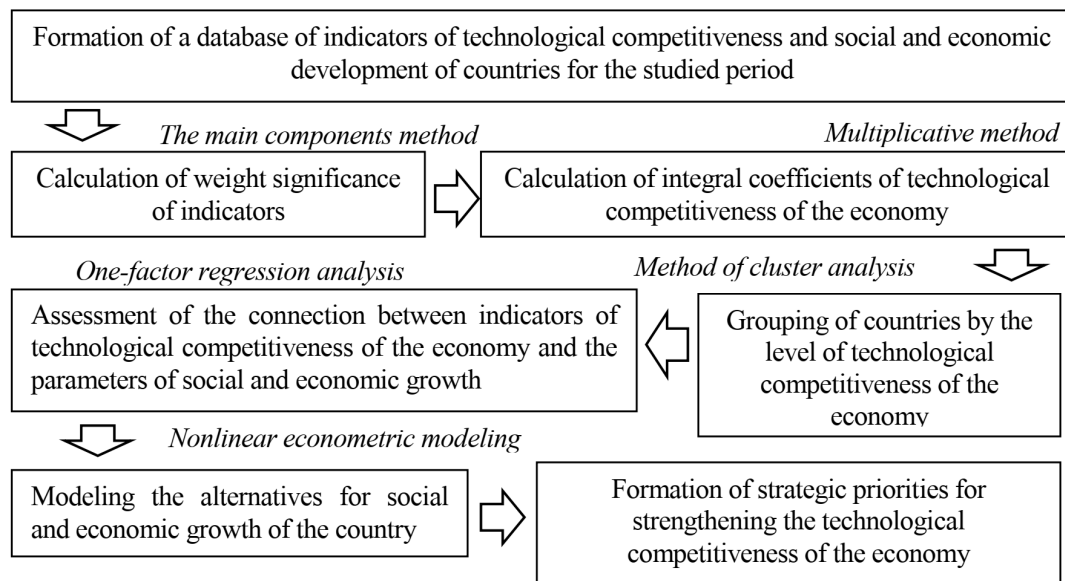 Formation of a database of indicators of technological competitiveness and social and economic
development of countries for the studied period
The main components method
Multiplicative method
Calculation of weight significance
of indicators
Calculation of integral coefficients of technological
competitiveness of the economy
One-factor regression analysis
Method of cluster analysis
Assessment of the connection between indicators of
technological competitiveness of the economy and the
parameters of social and economic growth
Grouping of countries by the
level of technological
competitiveness of the
economy
Nonlinear econometric modeling
Modeling the alternatives for social
and economic growth of the country
Formation of strategic priorities for
strengthening the technological
competitiveness of the economy